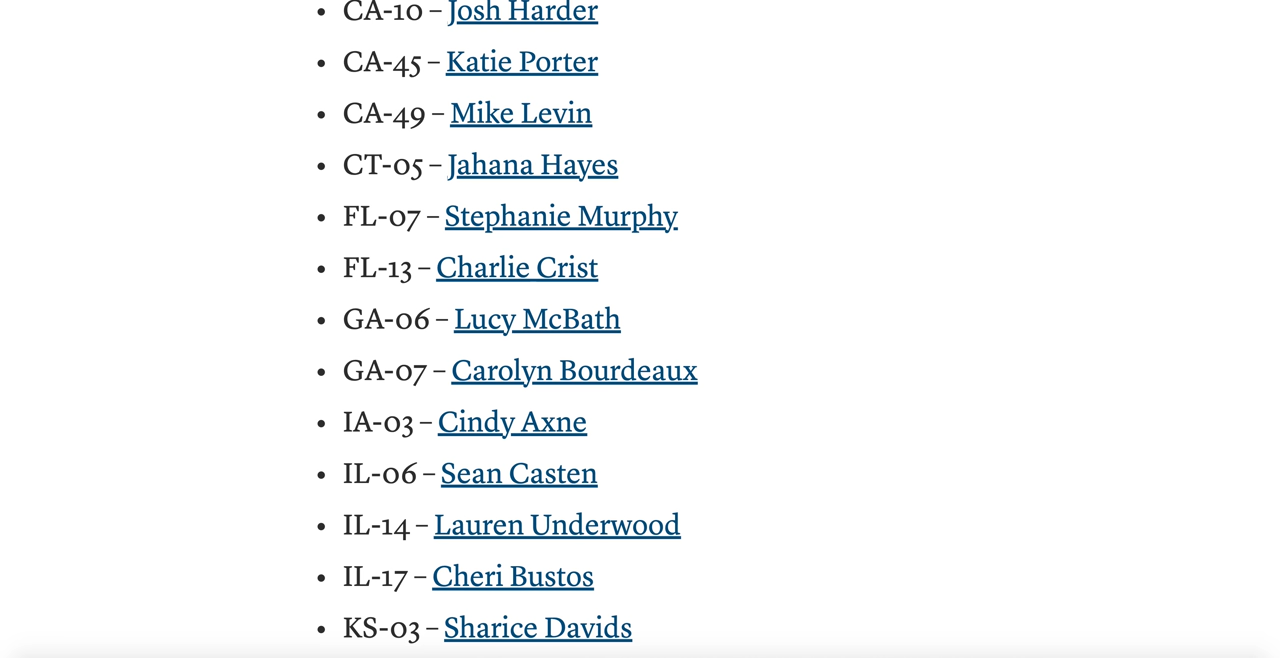 • CA-10 – Josh Harder
• CA-45 – Katie Porter
• CA-49 – Mike Levin
• CT-05 – Jahana Hayes
• FL-07 – Stephanie Murphy
• FL-13 – Charlie Crist
• GA-06 – Lucy McBath
• GA-07 – Carolyn Bourdeaux
• IA-03 – Cindy Axne
• IL-06 – Sean Casten
• IL-14 – Lauren Underwood
• IL-17 – Cheri Bustos
• KS-03 – Sharice Davids